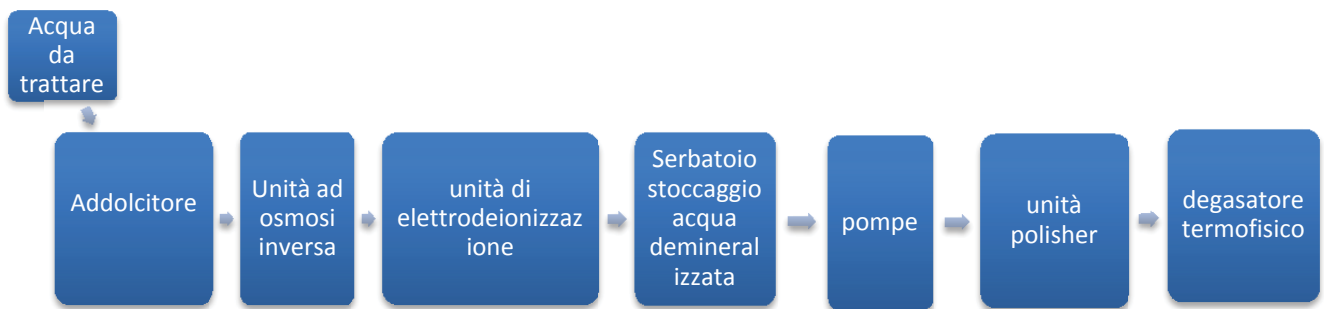 Acqua
da
trattare
Addolcitore
Unità ad
osmosi
inversa
unità di
elettrodeionizzaz
ione
Serbatoio
stoccaggio
acqua
demineral
izzata
pompe
unità
polisher
degasatore
termofisico